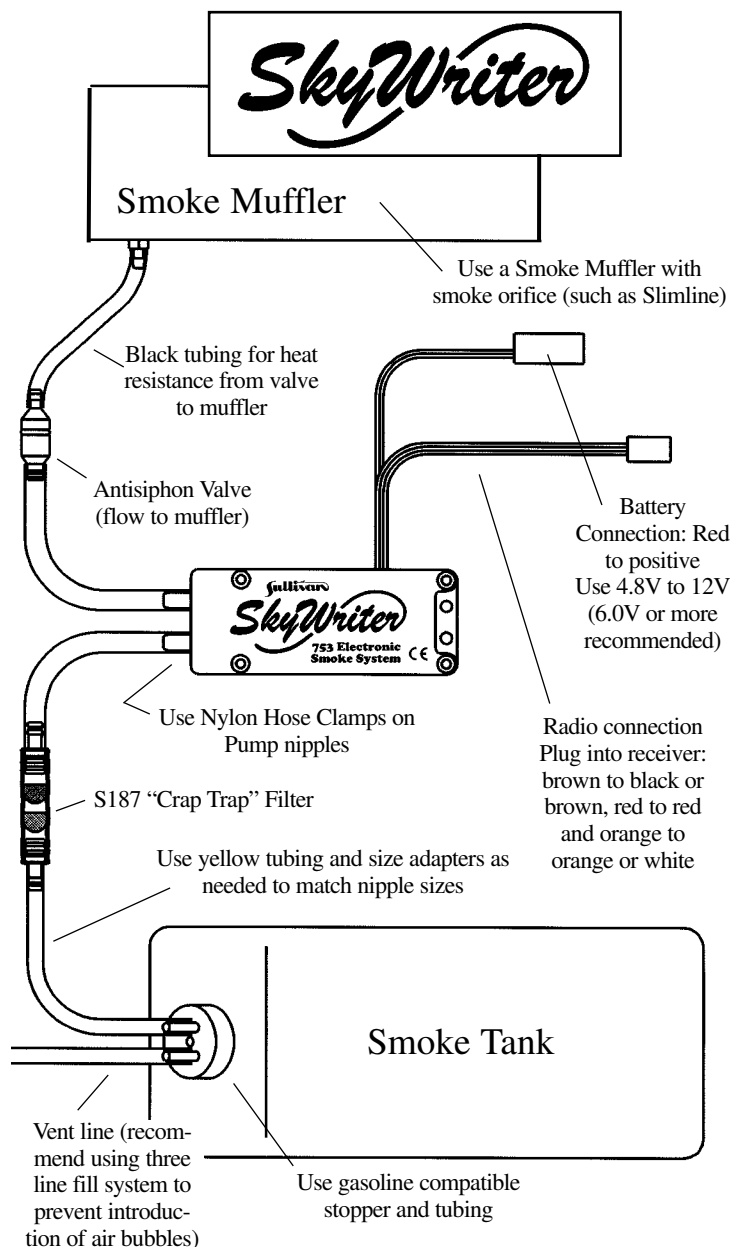 SkyWriter
Smoke Muffler
Use a Smoke Muffler with
smoke orifice (such as Slimline)
Black tubing for heat
resistance from valve
to muffler
Antisiphon Valve
(flow to muffler)
Battery
Connection: Red
to positive
Use 4.8V to 12V
(6.0V or more
recommended)
Sullivan
SkyWriter
753 Electronic
Smoke System CE
Use Nylon Hose Clamps on
Pump nipples
Radio connection
Plug into receiver:
brown to black or
brown, red to red
and orange to
orange or white
S187 “Crap Trap” Filter
Use yellow tubing and size adapters as
needed to match nipple sizes
Smoke Tank
Vent line (recom-
mend using three
line fill system to
prevent introduc-
tion of air bubbles)
Use gasoline compatible
stopper and tubing